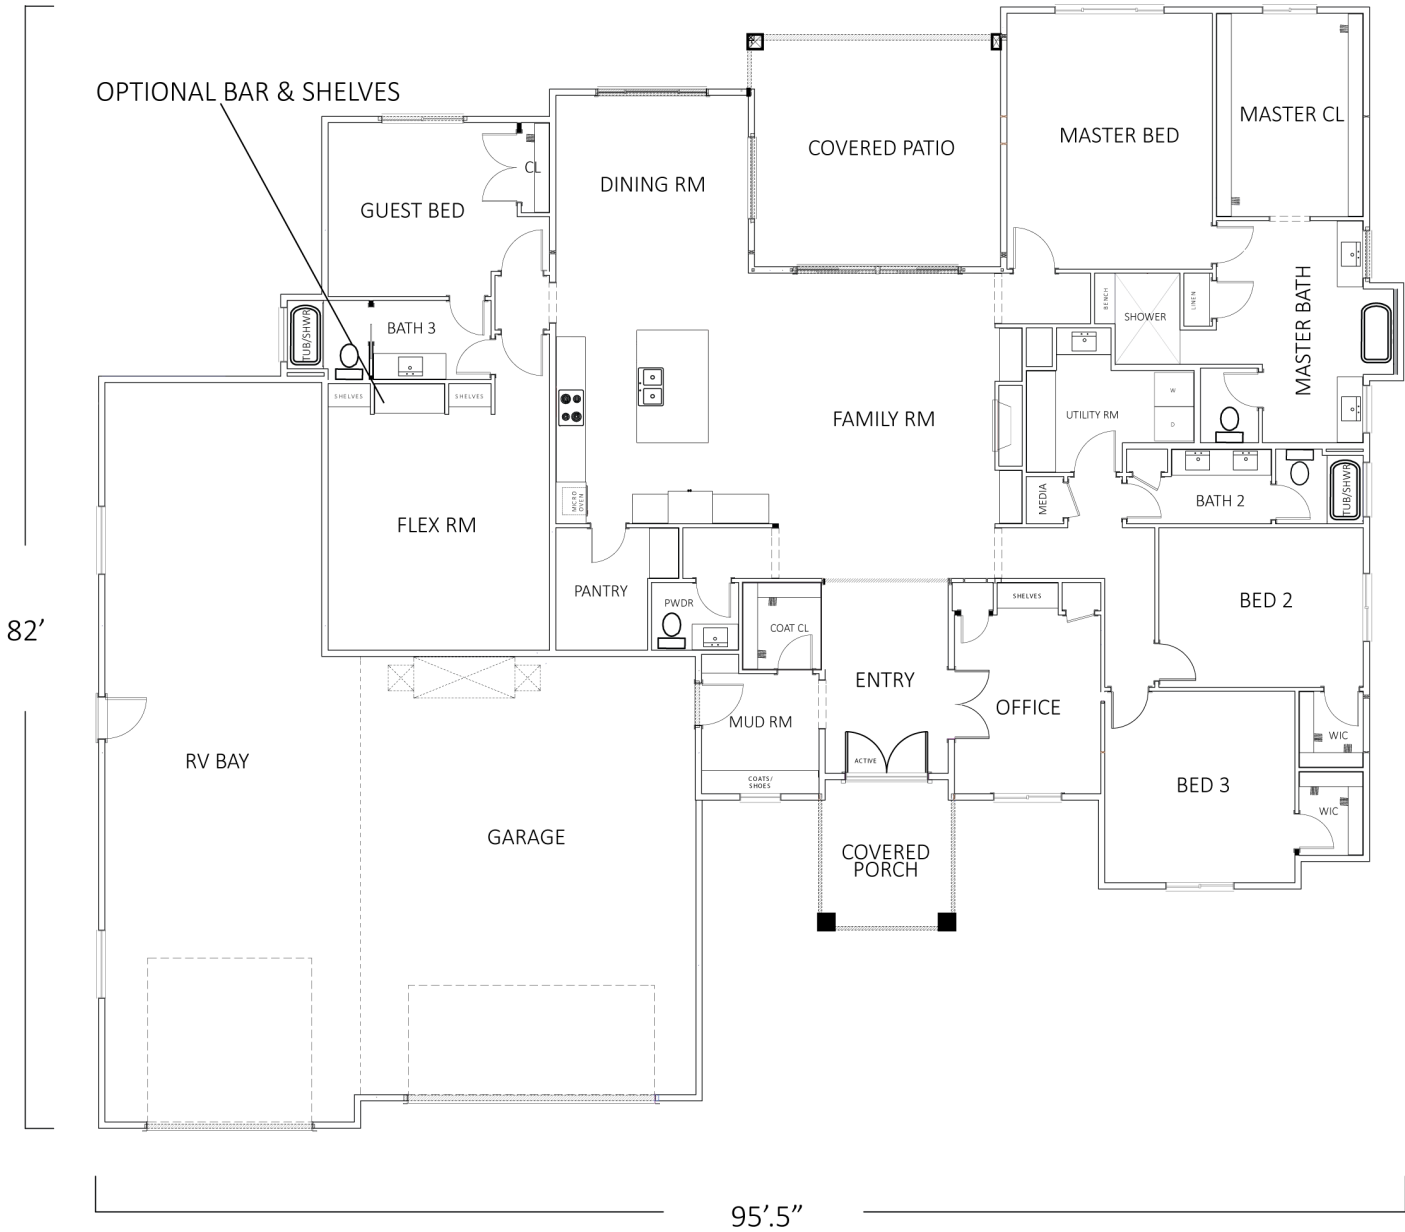 OPTIONAL BAR & SHELVES
MASTER CL
MASTER BED
COVERED PATIO
CL
DINING RM
GUEST BED
BENCH
LINEN
SHOWER
MASTER BATH
TUB/SHWR
BATH 3
SHELVES
SHELVES
W
D
UTILITY RM
FAMILY RM
MICRO
OVEN
MEDIA
BATH 2
TUB/SHWR
FLEX RM
PANTRY
PWDR
SHELVES
BED 2
COAT CL
82’
ENTRY
OFFICE
MUD RM
WIC
RV BAY
ACTIVE
COATS/
SHOES
BED 3
WIC
GARAGE
COVERED
PORCH
95’.5”